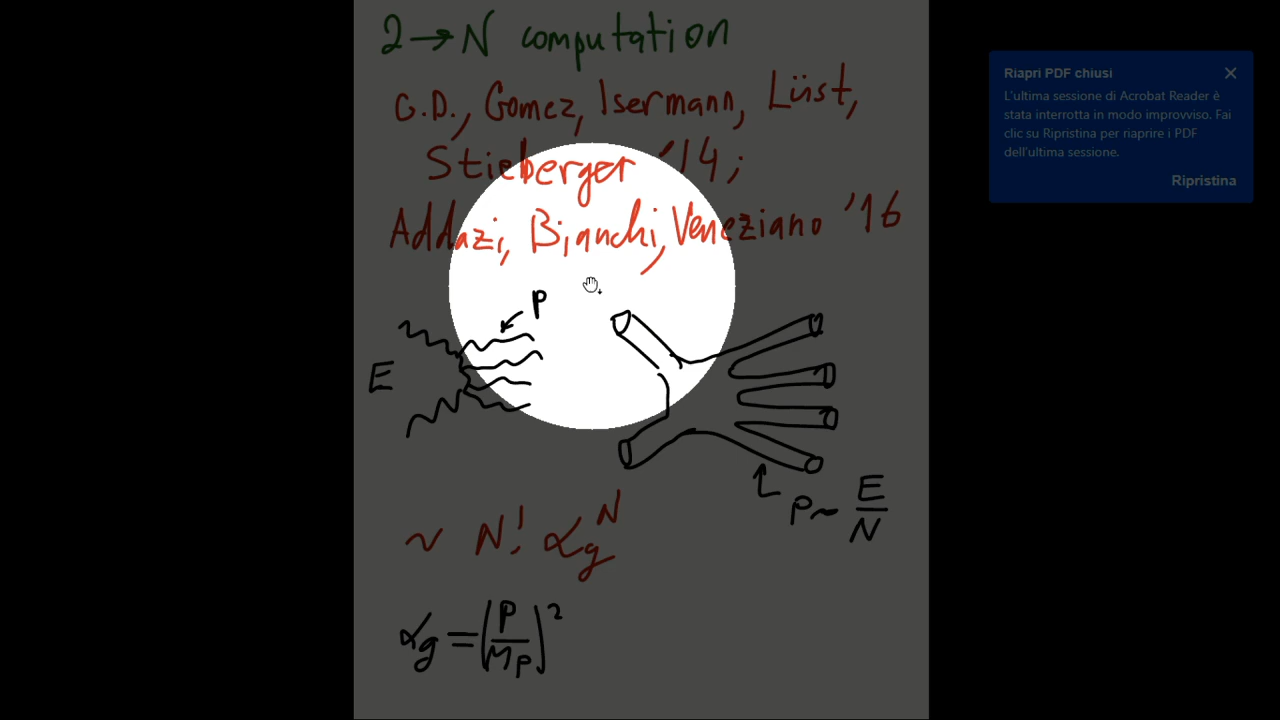 2 → N computation
G.D., Gomez, Isermann, Lüst,
Stieberger '14;
Addazi, Bianchi, Veneziano '16
P
E
P ~ E/N
~ N! α_g^N
α_g = (P/M_P)^2
Riapri PDF chiusi
L'ultima sessione di Acrobat Reader è
stata interrotta in modo improvviso. Fai
clic su Ripristina per riaprire i PDF
dell'ultima sessione.
Ripristina